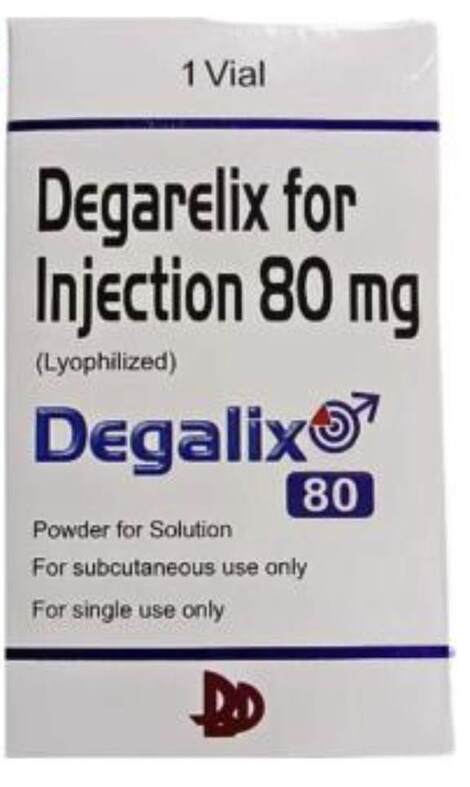 1 Vial
Degarelix for
Injection 80 mg
(Lyophilized)
Degalix
80
Powder for Solution
For subcutaneous use only
For single use only